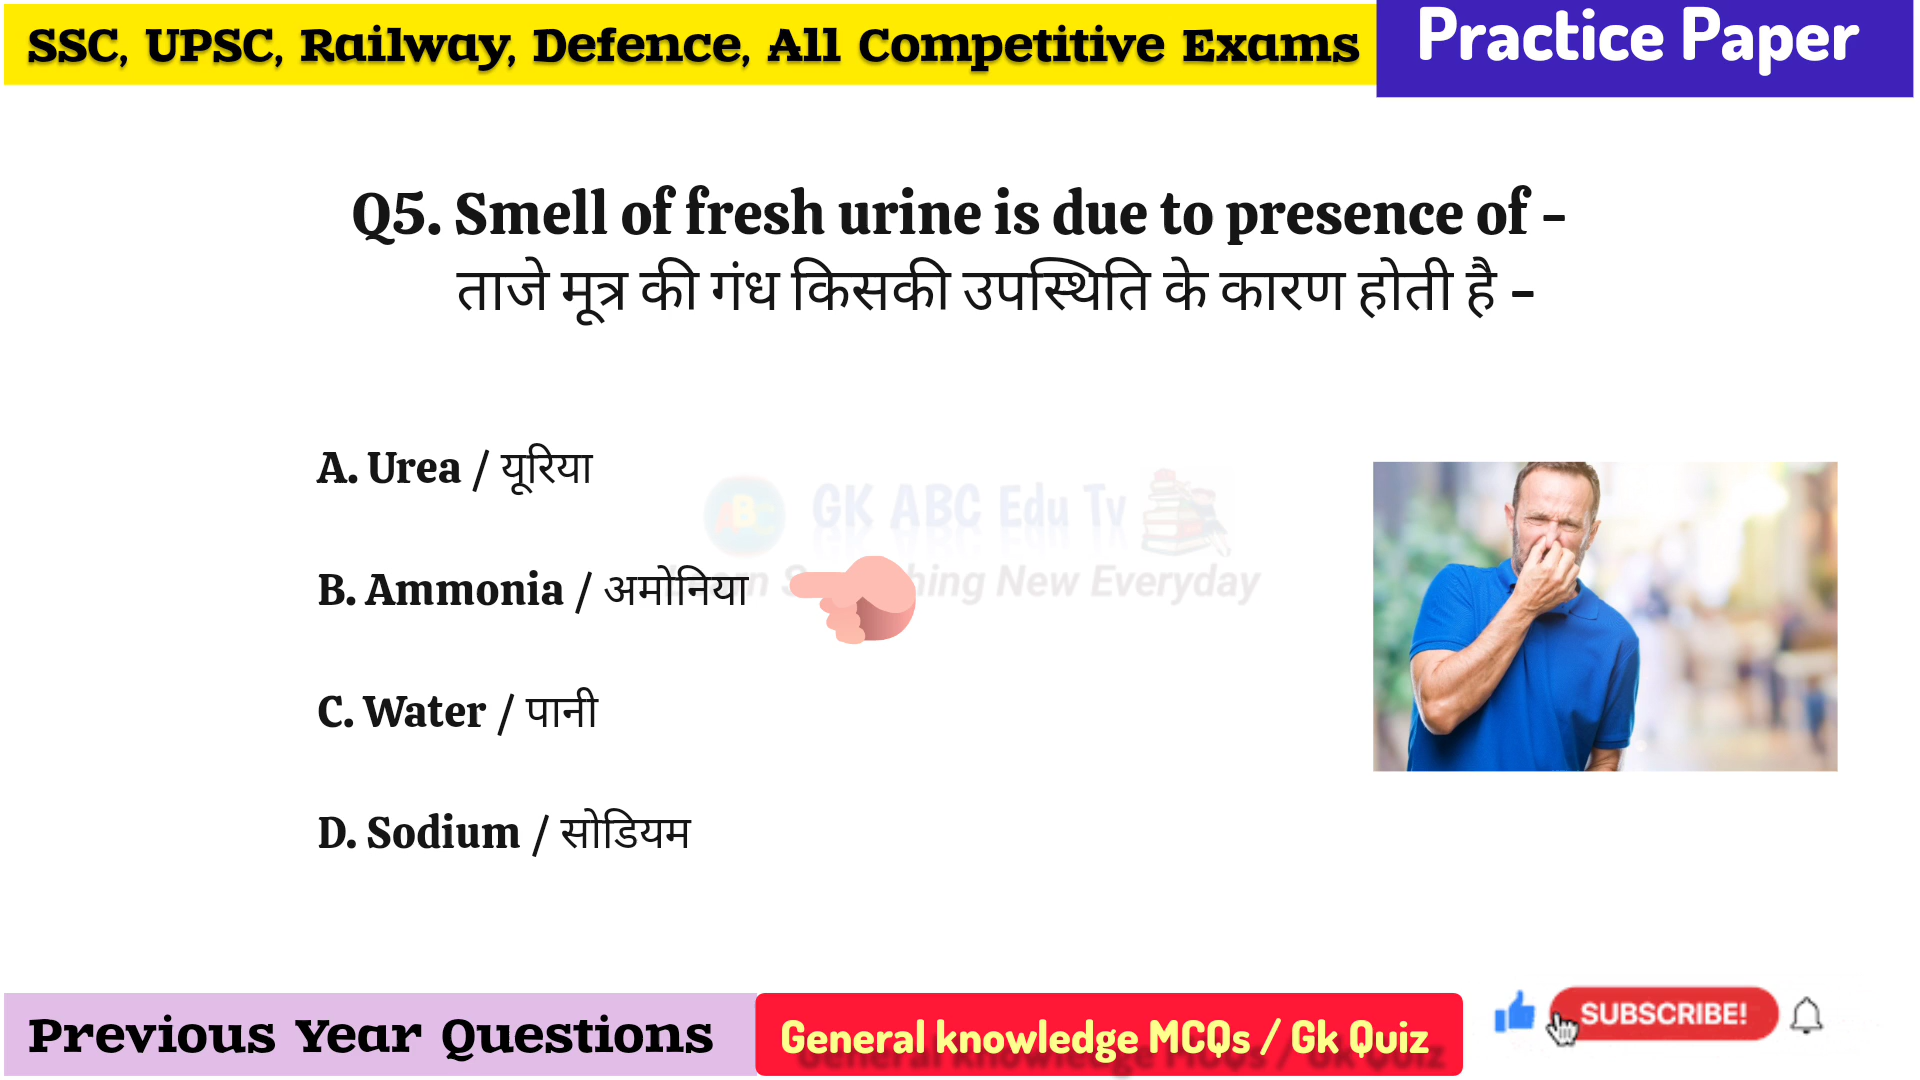 SSC, UPSC, Railway, Defence, All Competitive Exams
Practice Paper
Q5. Smell of fresh urine is due to presence of -
ताजे मूत्र की गंध किसकी उपस्थिति के कारण होती है -
A. Urea / यूरिया
GK ABC Edu Tv
B. Ammonia / अमोनिया
New Everyday
C. Water / पानी
D. Sodium / सोडियम
Previous Year Questions
General knowledge MCQs / Gk Quiz
SUBSCRIBE!